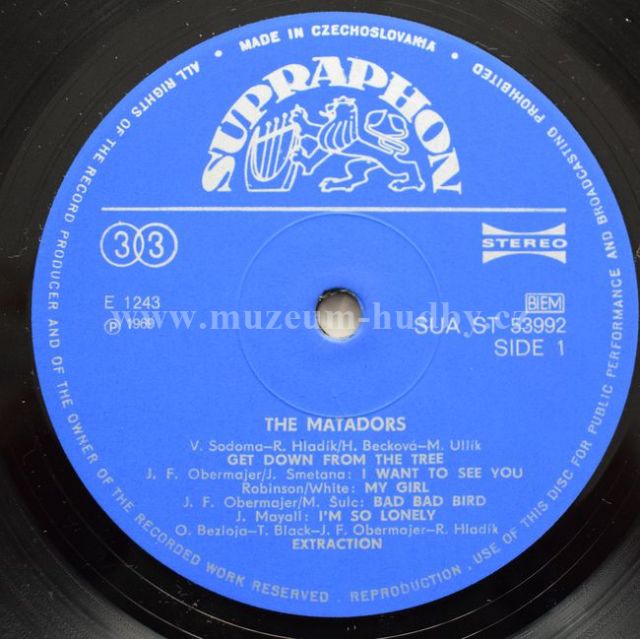 ALL RIGHTS OF THE RECORD PRODUCER AND OF THE OWNER OF THE RECORDED WORK RESERVED . REPRODUCTION . USE OF THIS DISC FOR PUBLIC PERFORMANCE AND BROADCASTING PROHIBITED • MADE IN CZECHOSLOVAKIA •
SUPRAPHON
33
STEREO
E 1243
BIEM
Ⓟ 1969
www.muzeum-hudby.cz
SUA ST 53992
SIDE 1
THE MATADORS
V. Sodoma–R. Hladík/H. Becková–M. Ullík
GET DOWN FROM THE TREE
J. F. Obermajer/J. Smetana: I WANT TO SEE YOU
Robinson/White: MY GIRL
J. F. Obermajer/M. Šulc: BAD BAD BIRD
J. Mayall: I'M SO LONELY
O. Bezloja–T. Black–J. F. Obermajer–R. Hladík
EXTRACTION